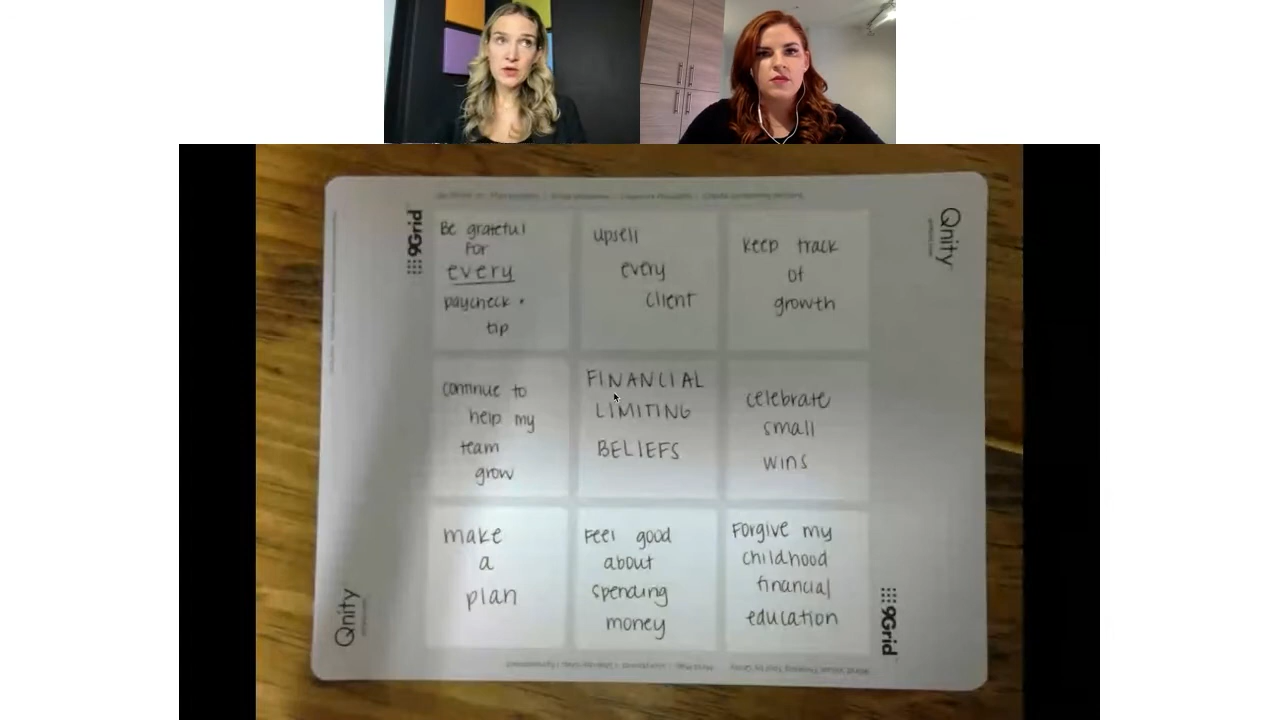 9Grid
Qnity
Be grateful
for
every
paycheck +
tip
upsell
every
client
keep track
of
growth
continue to
help my
team
grow
FINANCIAL
LIMITING
BELIEFS
celebrate
small
wins
make
a
plan
Feel good
about
spending
money
Forgive my
childhood
financial
education
Qnity
9Grid